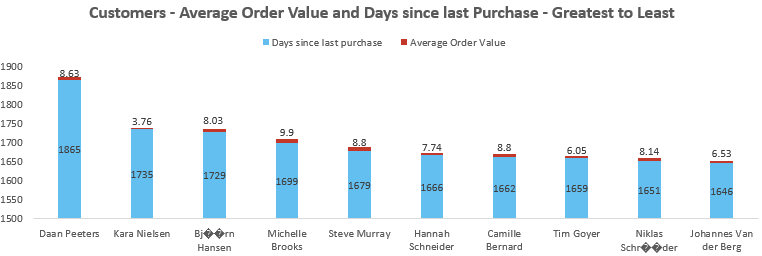 Customers - Average Order Value and Days since last Purchase - Greatest to Least
Days since last purchase Average Order Value
1900
1850
1800
1750
1700
1650
1600
1550
1500
8.63
3.76
8.03
9.9
8.8
7.74
8.8
6.05
8.14
6.53
1865
1735
1729
1699
1679
1666
1662
1659
1651
1646
Daan Peeters
Kara Nielsen
Bj��rn
Hansen
Michelle
Brooks
Steve Murray
Hannah
Schneider
Camille
Bernard
Tim Goyer
Niklas
Schr��der
Johannes Van
der Berg